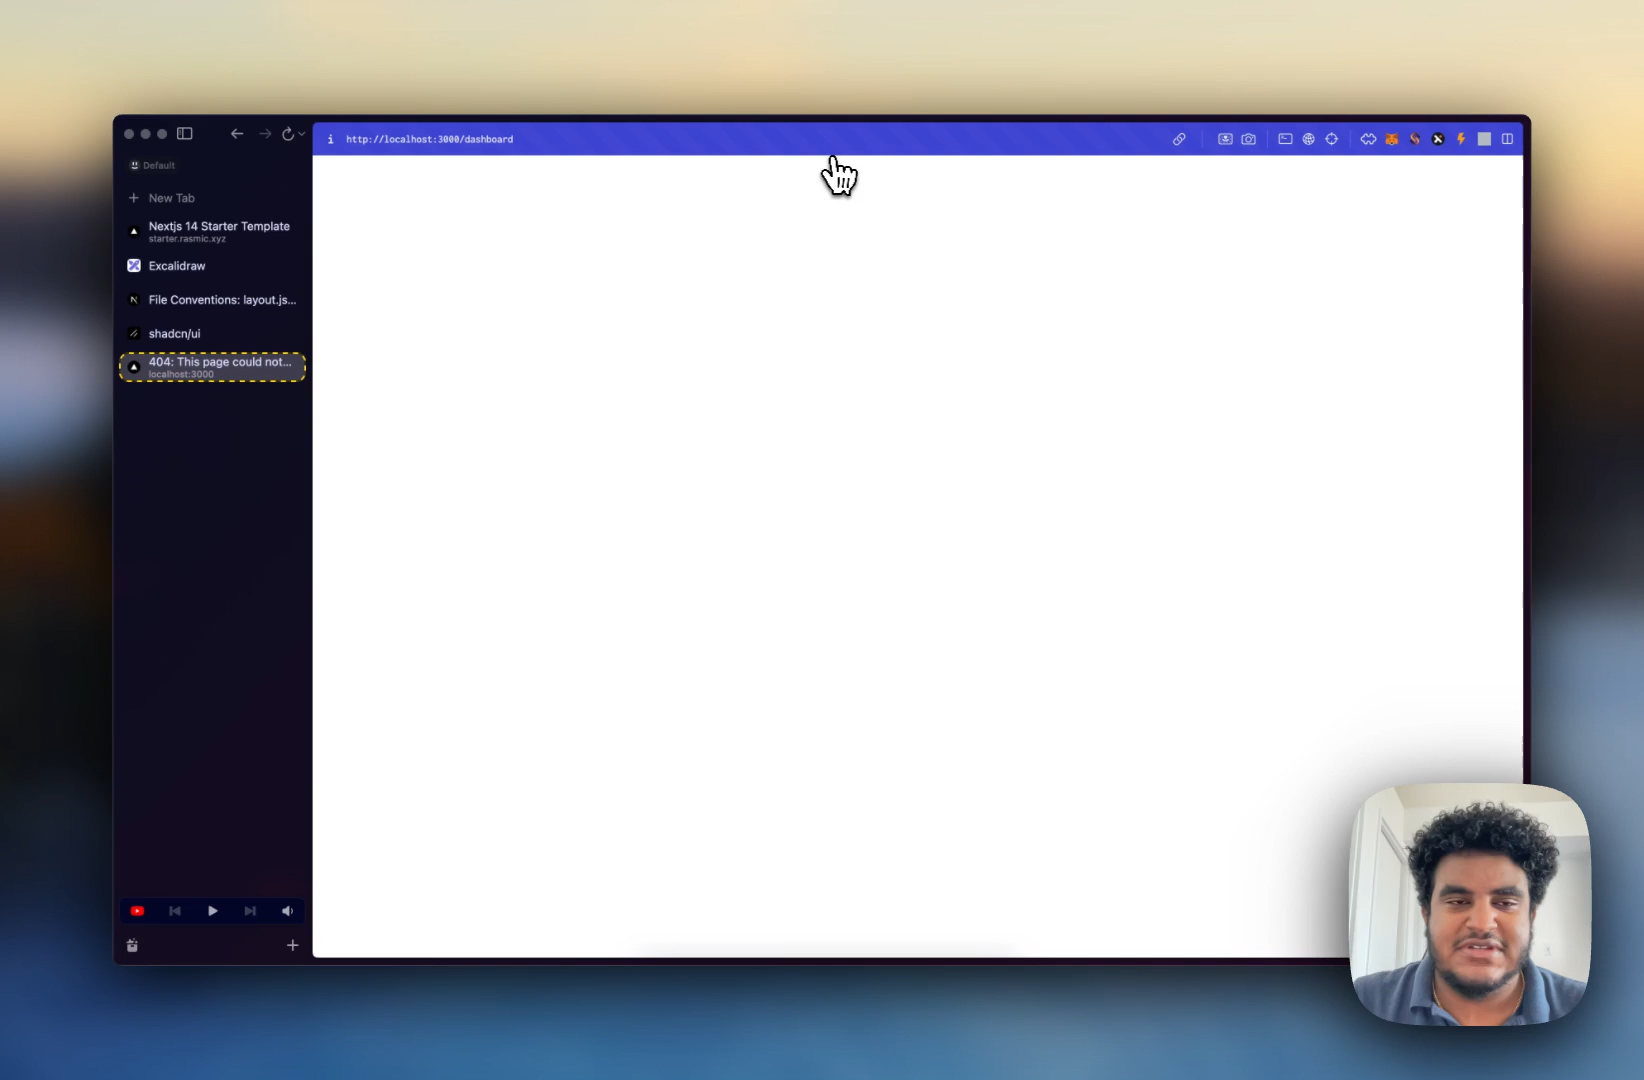 http://localhost:3000/dashboard
Default
New Tab
Nextjs 14 Starter Template
starter.rasmic.xyz
Excalidraw
File Conventions: layout.js...
shadcn/ui
404: This page could not...
localhost:3000